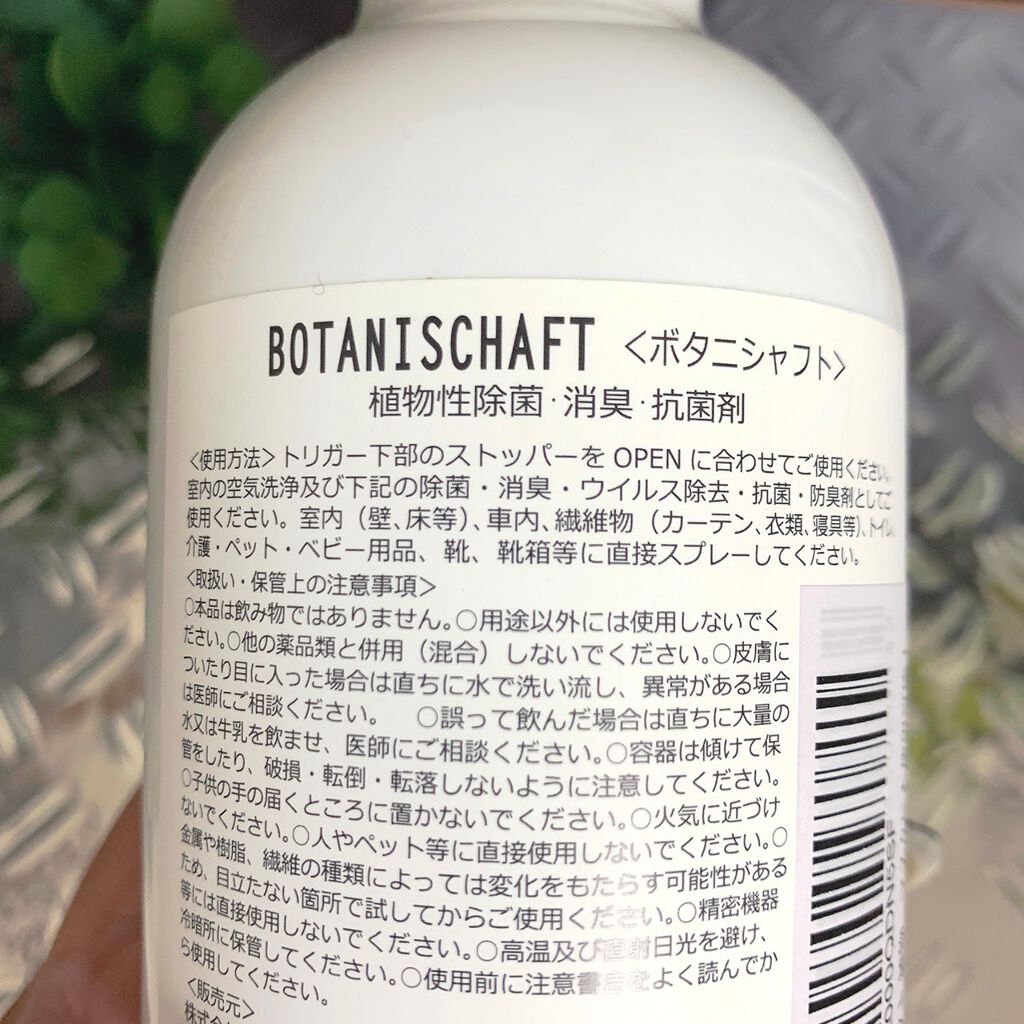 BOTANISCHAFT <ボタニシャフト>
植物性除菌・消臭・抗菌剤
<使用方法>トリガー下部のストッパーを OPEN に合わせてご使用ください。
室内の空気洗浄及び下記の除菌・消臭・ウイルス除去・抗菌・防臭剤としてご
使用ください。室内（壁、床等）、車内、繊維物（カーテン、衣類、寝具等）、トイレ、
介護・ペット・ベビー用品、靴、靴箱等に直接スプレーしてください。
<取扱い・保管上の注意事項>
○本品は飲み物ではありません。○用途以外には使用しないでく
ださい。○他の薬品類と併用（混合）しないでください。○皮膚に
ついたり目に入った場合は直ちに水で洗い流し、異常がある場合
は医師にご相談ください。　○誤って飲んだ場合は直ちに大量の
水又は牛乳を飲ませ、医師にご相談ください。○容器は傾けて保
管をしたり、破損・転倒・転落しないように注意してください。
○子供の手の届くところに置かないでください。○火気に近づけ
ないでください。○人やペット等に直接使用しないでください。○
金属や樹脂、繊維の種類によっては変化をもたらす可能性がある
ため、目立たない箇所で試してからご使用ください。○精密機器
等には直接使用しないでください。○高温及び直射日光を避け、
冷暗所に保管してください。○使用前に注意書きをよく読んでか
ら使用してください。
<販売元>
株式会